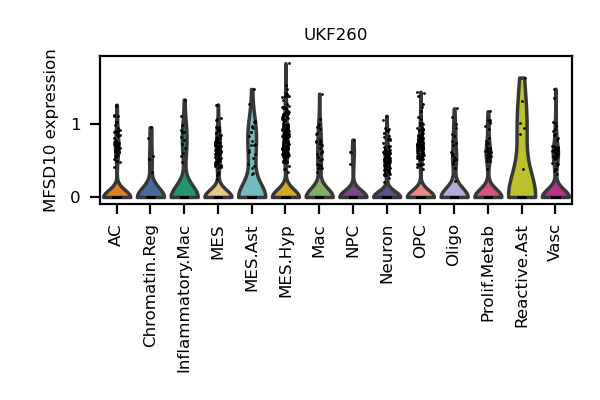 UKF260
MFSD10 expression
1
0
AC
Chromatin.Reg
Inflammatory.Mac
MES
MES.Ast
MES.Hyp
Mac
NPC
Neuron
OPC
Oligo
Prolif.Metab
Reactive.Ast
Vasc